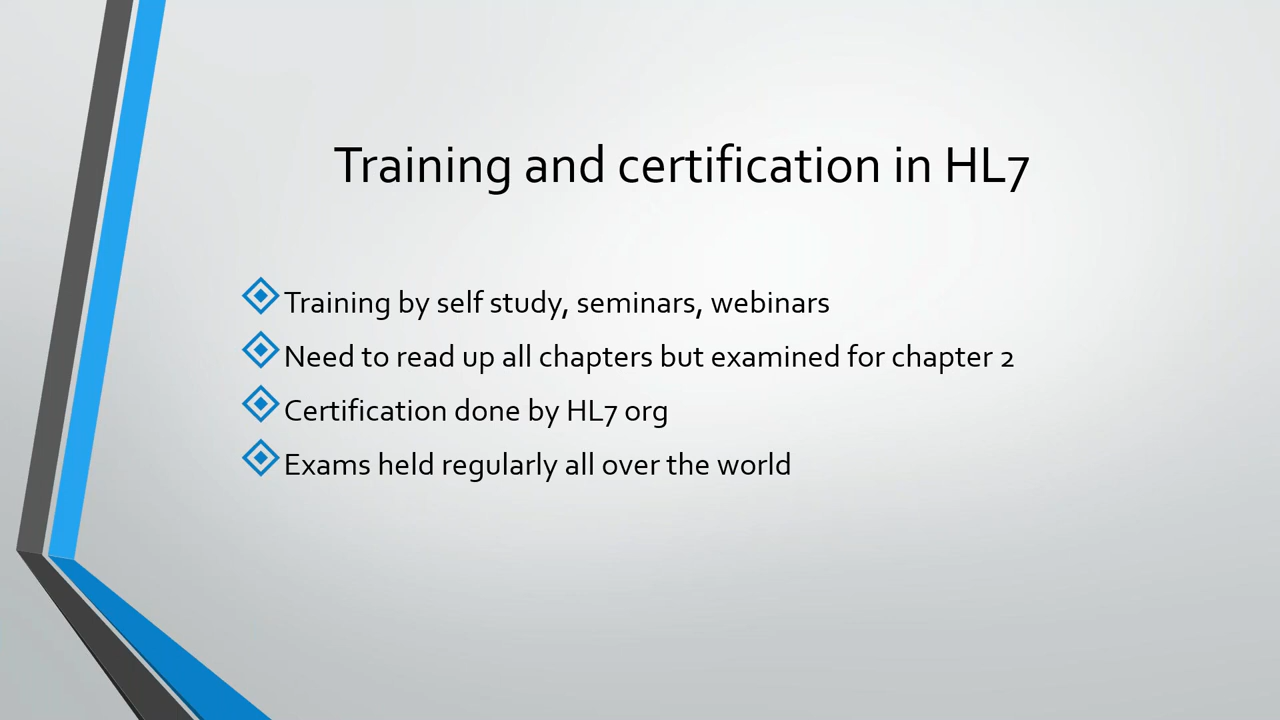 Training and certification in HL7
Training by self study, seminars, webinars
Need to read up all chapters but examined for chapter 2
Certification done by HL7 org
Exams held regularly all over the world